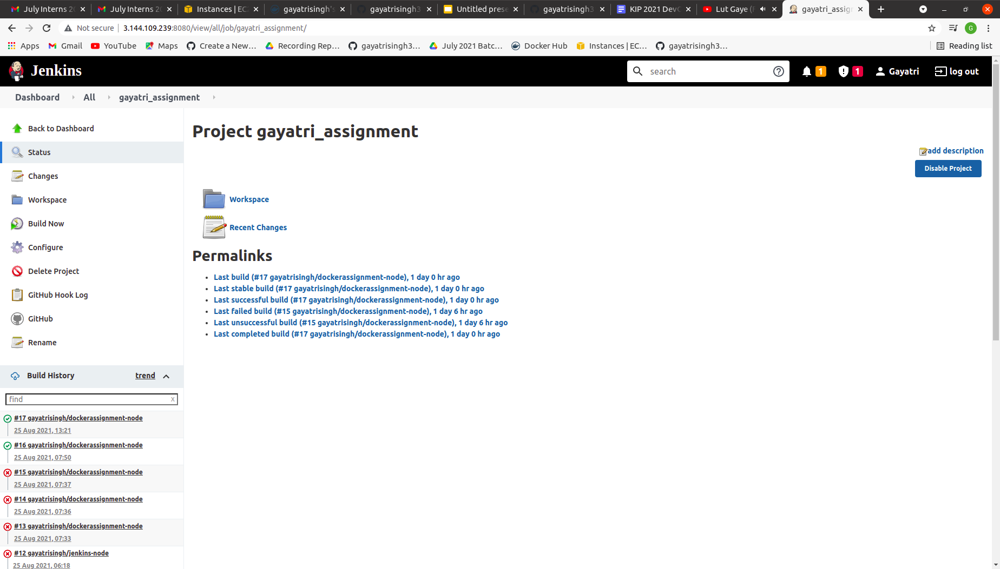 July Interns 20
July Interns 20
Instances | EC2
gayatrisingh's
gayatrisingh3
Untitled prese
gayatrisingh3
KIP 2021 DevO
Lut Gaye (F
gayatri_assign
Not secure
3.144.109.239:8080/view/all/job/gayatri_assignment/
G
Apps
Gmail
YouTube
Maps
Create a New...
Recording Rep...
gayatrisingh3...
July 2021 Batc...
Docker Hub
Instances | EC...
gayatrisingh3...
Reading list
Jenkins
search
1
1
Gayatri
log out
Dashboard
All
gayatri_assignment
Back to Dashboard
Status
Changes
Workspace
Build Now
Configure
Delete Project
GitHub Hook Log
GitHub
Rename
Build History
trend
find
x
#17 gayatrisingh/dockerassignment-node
25 Aug 2021, 13:21
#16 gayatrisingh/dockerassignment-node
25 Aug 2021, 07:50
#15 gayatrisingh/dockerassignment-node
25 Aug 2021, 07:37
#14 gayatrisingh/dockerassignment-node
25 Aug 2021, 07:36
#13 gayatrisingh/dockerassignment-node
25 Aug 2021, 07:33
#12 gayatrisingh/jenkins-node
25 Aug 2021, 06:18
Project gayatri_assignment
add description
Disable Project
Workspace
Recent Changes
Permalinks
Last build (#17 gayatrisingh/dockerassignment-node), 1 day 0 hr ago
Last stable build (#17 gayatrisingh/dockerassignment-node), 1 day 0 hr ago
Last successful build (#17 gayatrisingh/dockerassignment-node), 1 day 0 hr ago
Last failed build (#15 gayatrisingh/dockerassignment-node), 1 day 6 hr ago
Last unsuccessful build (#15 gayatrisingh/dockerassignment-node), 1 day 6 hr ago
Last completed build (#17 gayatrisingh/dockerassignment-node), 1 day 0 hr ago